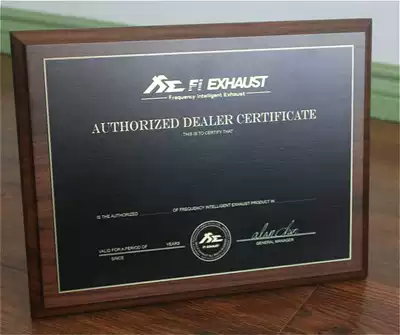 Fi EXHAUST
Frequency Intelligent Exhaust
AUTHORIZED DEALER CERTIFICATE
THIS IS TO CERTIFY THAT
IS THE AUTHORIZED OF FREQUENCY INTELLIGENT EXHAUST PRODUCT IN
VALID FOR A PERIOD OF YEARS
SINCE
GENERAL MANAGER